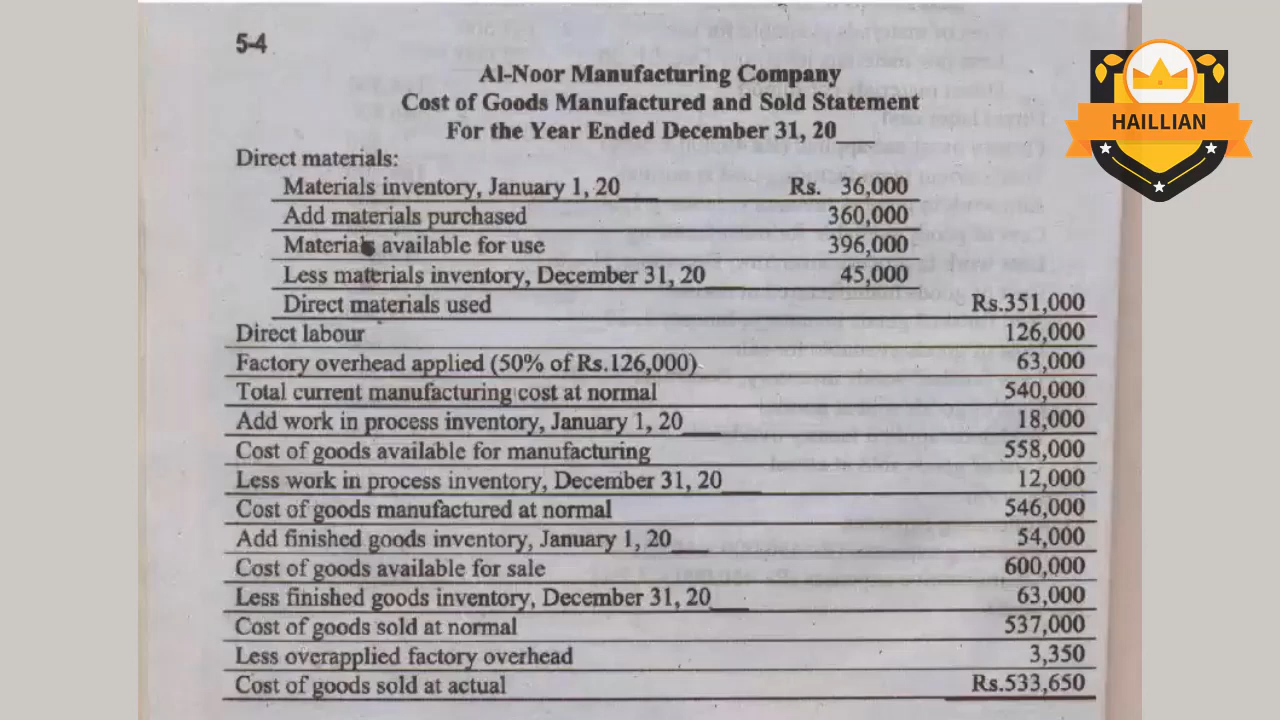 5-4
HAILLIAN
Al-Noor Manufacturing Company
Cost of Goods Manufactured and Sold Statement
For the Year Ended December 31, 20
Direct materials:
Materials inventory, January 1, 20___ Rs. 36,000
Add materials purchased 360,000
Materials available for use 396,000
Less materials inventory, December 31, 20___ 45,000
Direct materials used Rs.351,000
Direct labour 126,000
Factory overhead applied (50% of Rs.126,000) 63,000
Total current manufacturing cost at normal 540,000
Add work in process inventory, January 1, 20___ 18,000
Cost of goods available for manufacturing 558,000
Less work in process inventory, December 31, 20___ 12,000
Cost of goods manufactured at normal 546,000
Add finished goods inventory, January 1, 20___ 54,000
Cost of goods available for sale 600,000
Less finished goods inventory, December 31, 20___ 63,000
Cost of goods sold at normal 537,000
Less overapplied factory overhead 3,350
Cost of goods sold at actual Rs.533,650